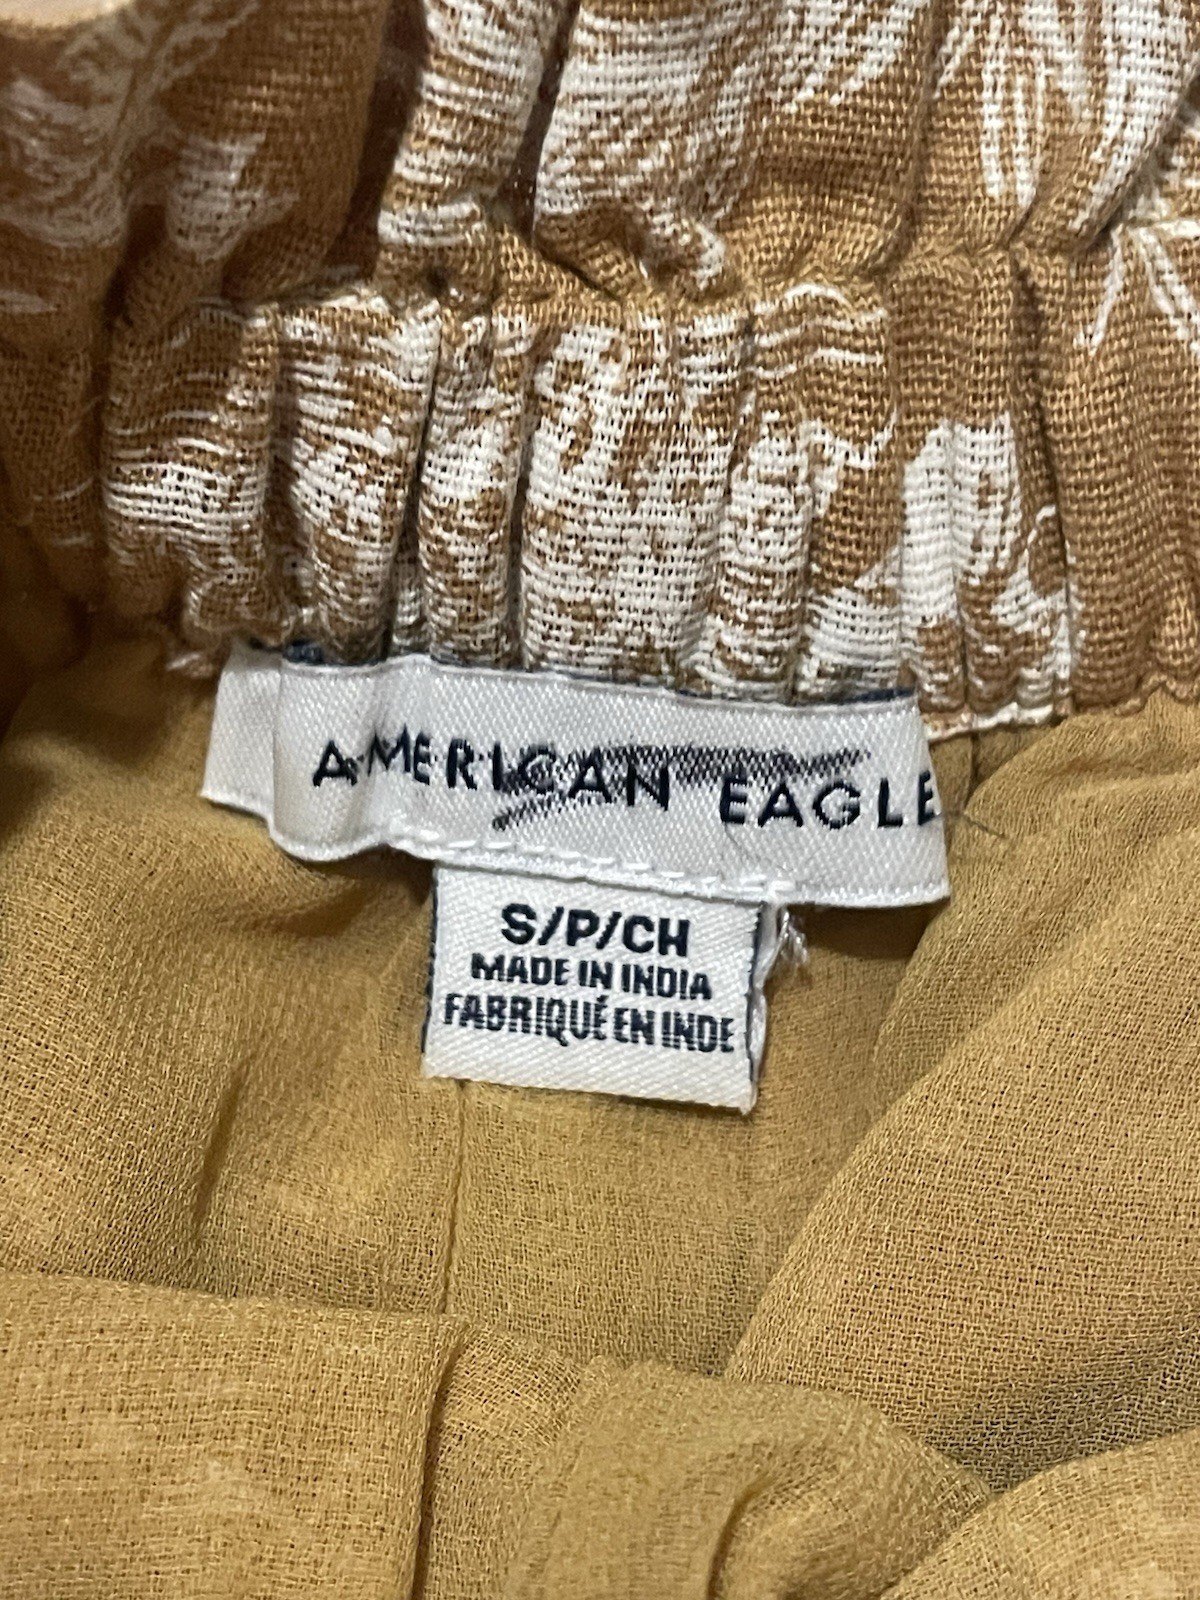 AMERICAN EAGLE
S/P/CH
MADE IN INDIA
FABRIQUÉ EN INDE